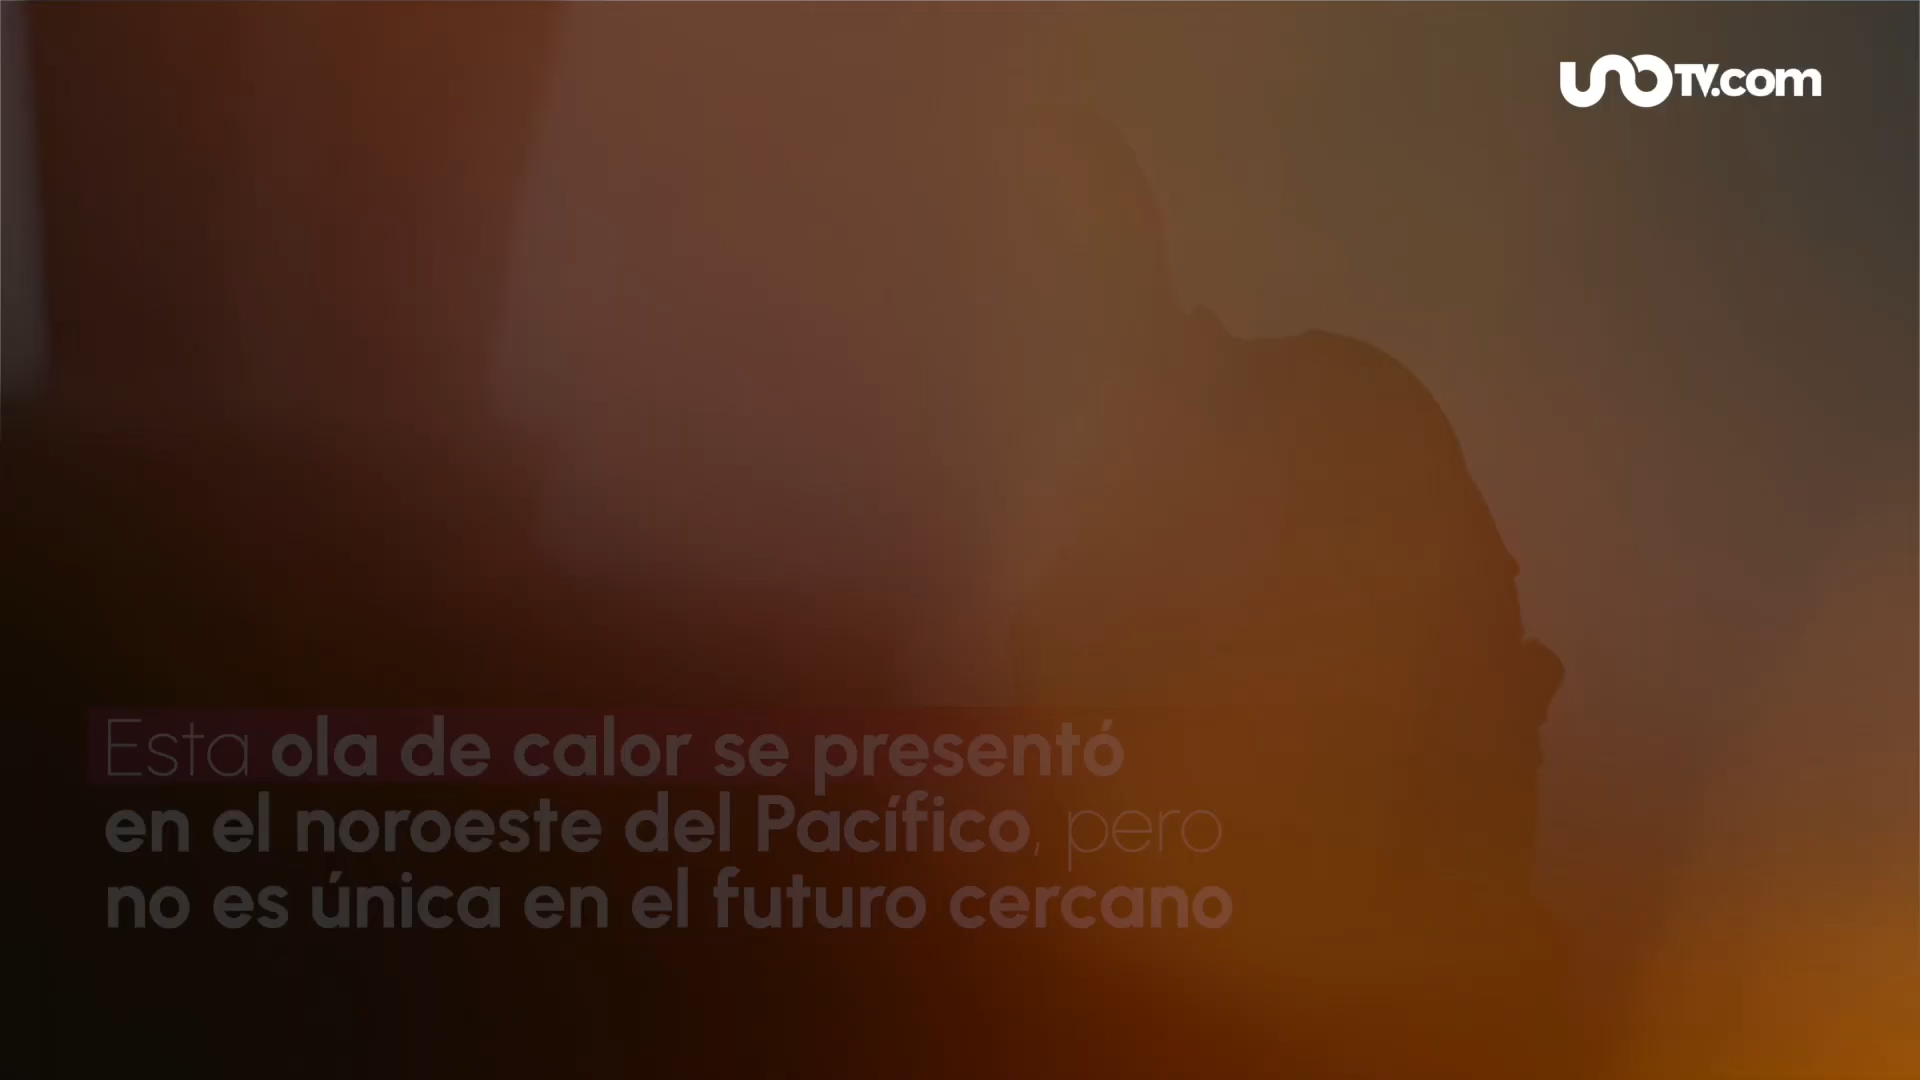 UNOTV.com
Esta ola de calor se presentó
en el noroeste del Pacífico, pero
no es única en el futuro cercano